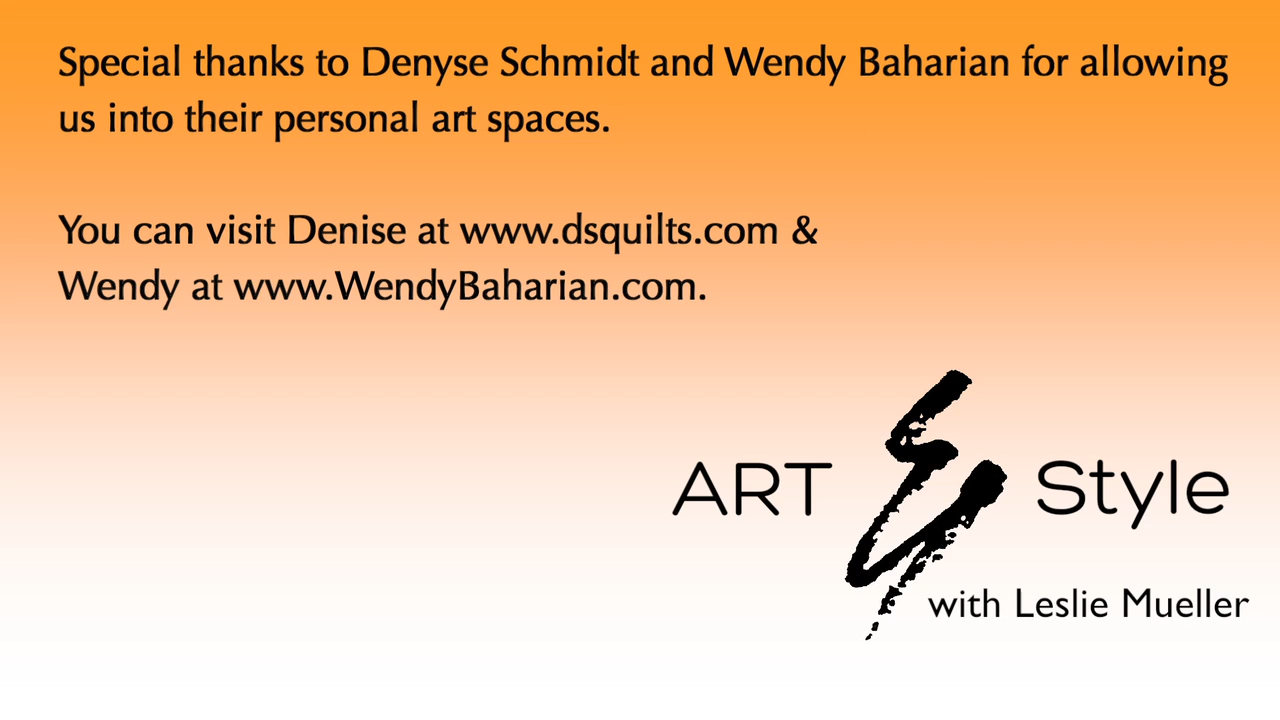 Special thanks to Denyse Schmidt and Wendy Baharian for allowing
us into their personal art spaces.
You can visit Denise at www.dsquilts.com &
Wendy at www.WendyBaharian.com.
ART & Style
with Leslie Mueller